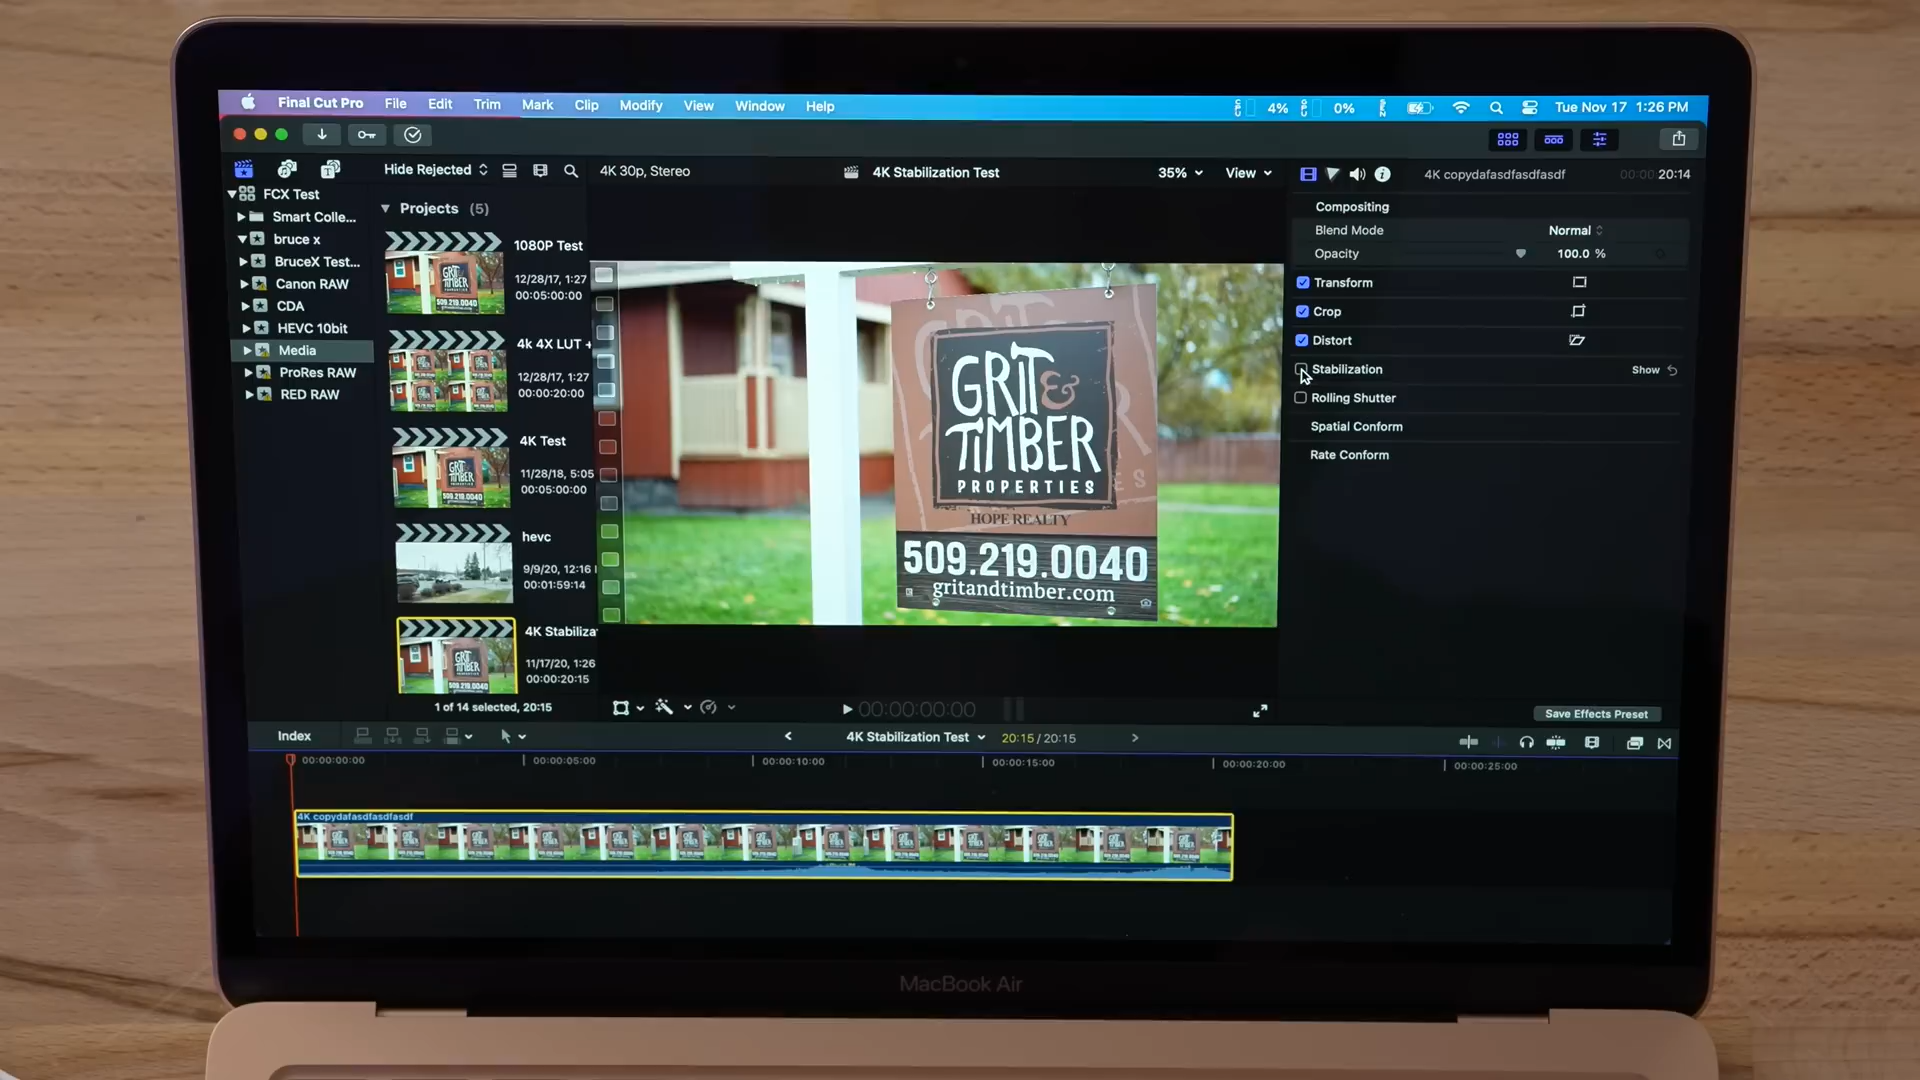 Final Cut Pro File Edit Trim Mark Clip Modify View Window Help 4% 0% Tue Nov 17 1:26 PM
Hide Rejected 4K 30p, Stereo 4K Stabilization Test 35% View 4K copydafasdfasdfasdf 00:00 20:14
FCX Test
Smart Colle...
bruce x
BruceX Test...
Canon RAW
CDA
HEVC 10bit
Media
ProRes RAW
RED RAW
Projects (5)
1080P Test
12/28/17, 1:27
00:05:00:00
4k 4X LUT +
12/28/17, 1:27
00:00:20:00
4K Test
11/28/18, 5:05
00:05:00:00
hevc
9/9/20, 12:16
00:01:59:14
4K Stabiliza
11/17/20, 1:26
00:00:20:15
1 of 14 selected, 20:15
GRIT &
TIMBER
PROPERTIES
HOPE REALTY
509.219.0040
gritandtimber.com
00:00:00:00
Compositing
Blend Mode Normal
Opacity 100.0 %
Transform
Crop
Distort
Stabilization Show
Rolling Shutter
Spatial Conform
Rate Conform
Save Effects Preset
Index 4K Stabilization Test 20:15 / 20:15
00:00:00:00 00:00:05:00 00:00:10:00 00:00:15:00 00:00:20:00 00:00:25:00
4K copydafasdfasdfasdf
MacBook Air